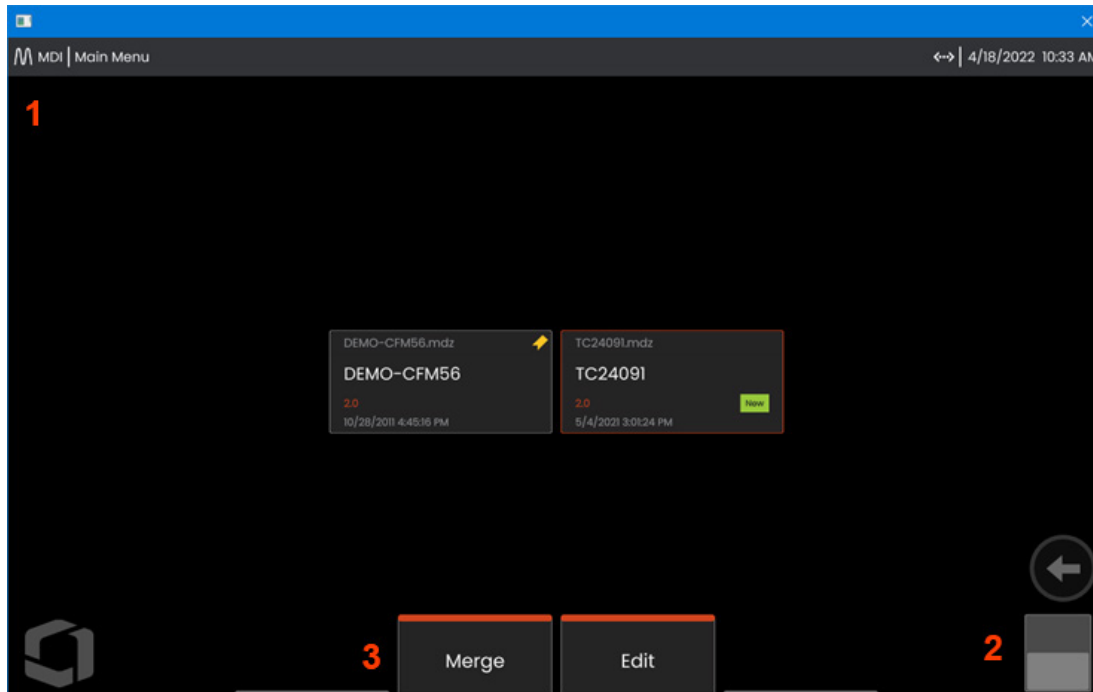 MDI | Main Menu
4/18/2022 10:33 AM
1
DEMO-CFM56.mdz
DEMO-CFM56
2.0
10/28/2011 4:45:16 PM
TC24091.mdz
TC24091
2.0
New
5/4/2021 3:01:24 PM
3
Merge
Edit
2